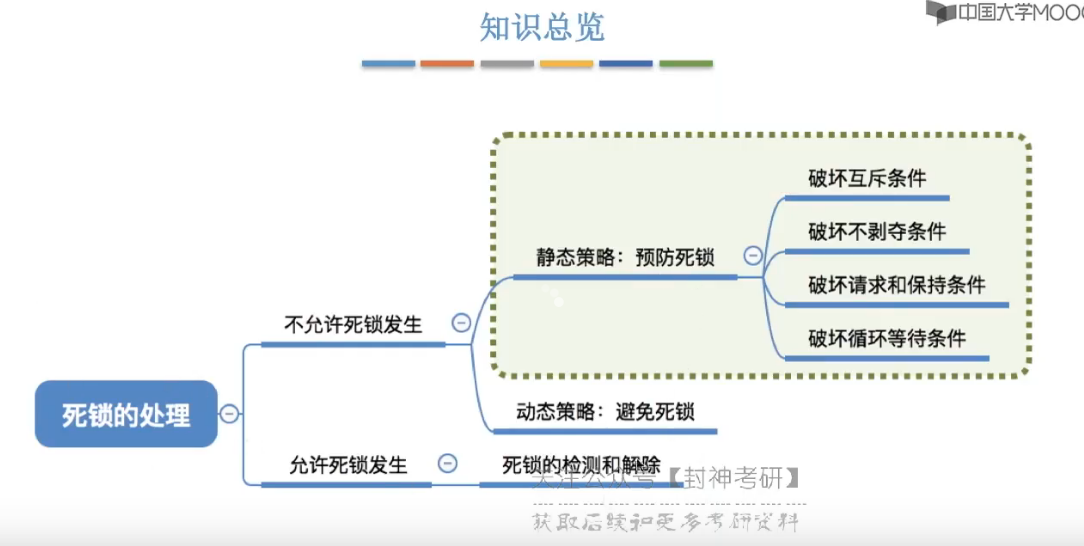 中国大学MOOC
知识总览
破坏互斥条件
破坏不剥夺条件
静态策略：预防死锁
破坏请求和保持条件
不允许死锁发生
破坏循环等待条件
死锁的处理
动态策略：避免死锁
允许死锁发生
死锁的检测和解除
关注公众号【封神考研】
获取后续和更多考研资料